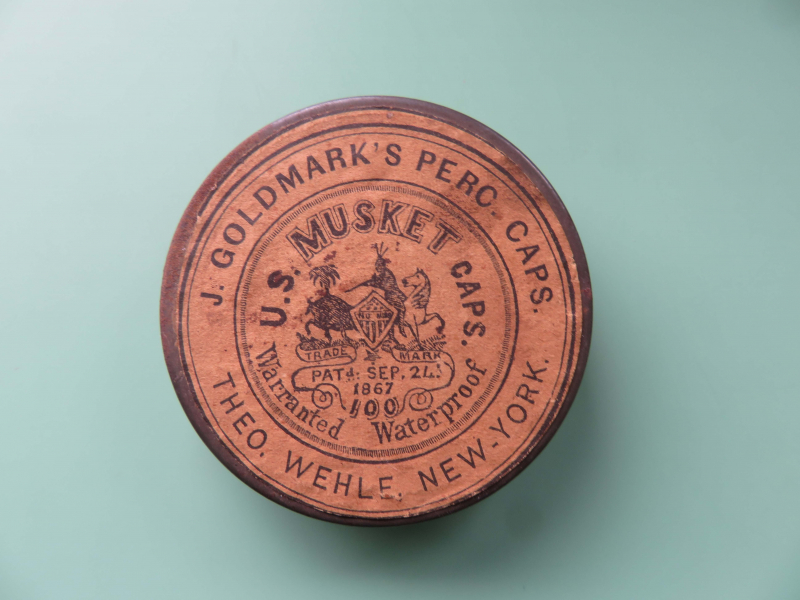 J. GOLDMARK'S PERC. CAPS.
THEO. WEHLE, NEW-YORK.
U.S. MUSKET CAPS.
TRADE MARK
PATd. SEP. 24. 
1867
100
Warranted Waterproof